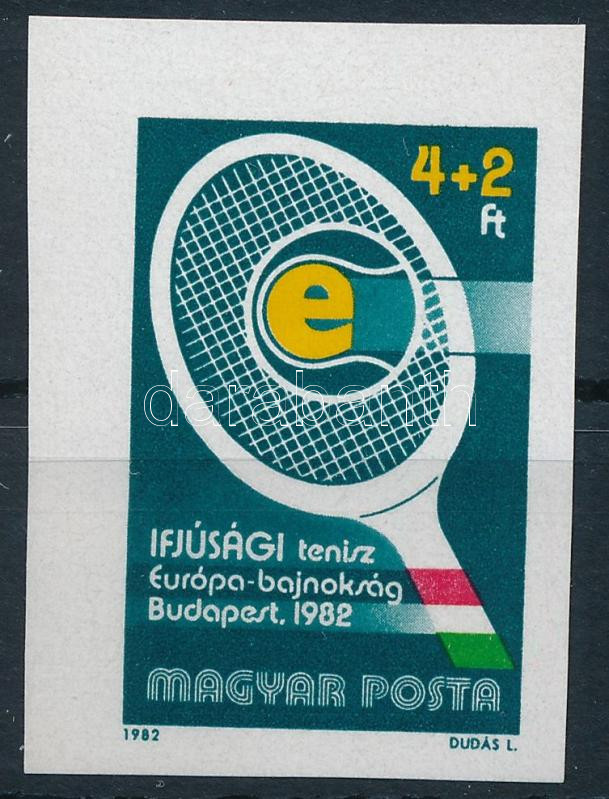 4+2
Ft
e
darabanth
IFJÚSÁGI tenisz
Európa-bajnokság
Budapest. 1982
MAGYAR POSTA
1982
DUDÁS L.